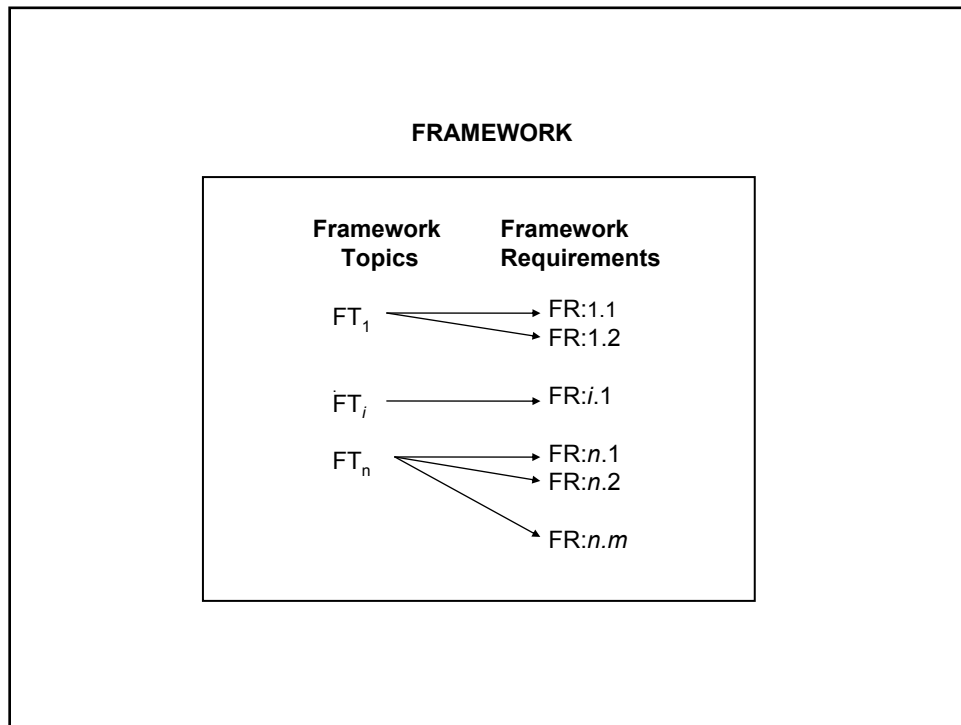 FRAMEWORK
Framework Topics
Framework Requirements
FT₁
FR:1.1
FR:1.2
FTᵢ
FR:i.1
FTₙ
FR:n.1
FR:n.2
FR:n.m